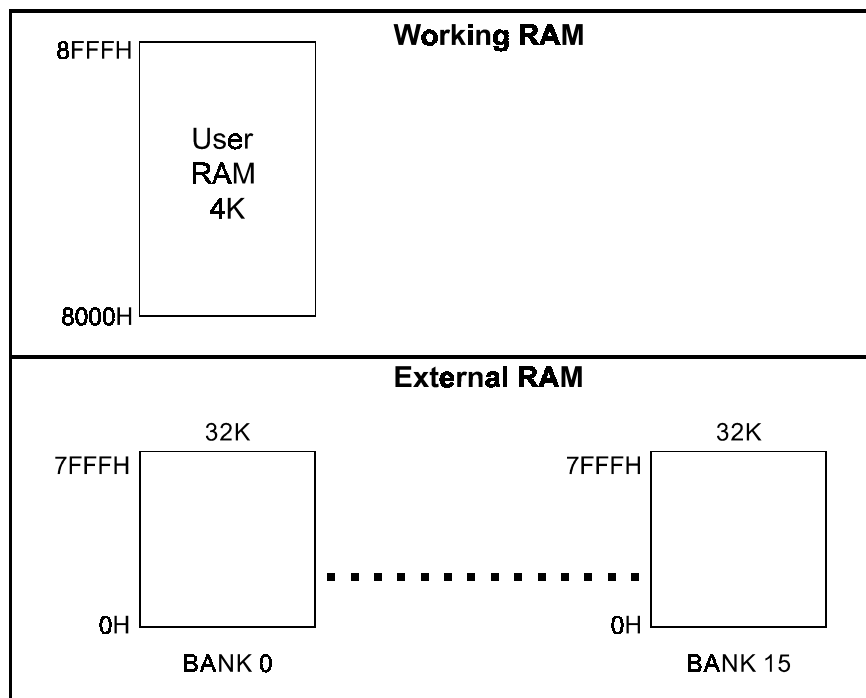 Working RAM
8FFFH
User
RAM
4K
8000H
External RAM
32K
32K
7FFFH
7FFFH
0H
0H
BANK 0
BANK 15